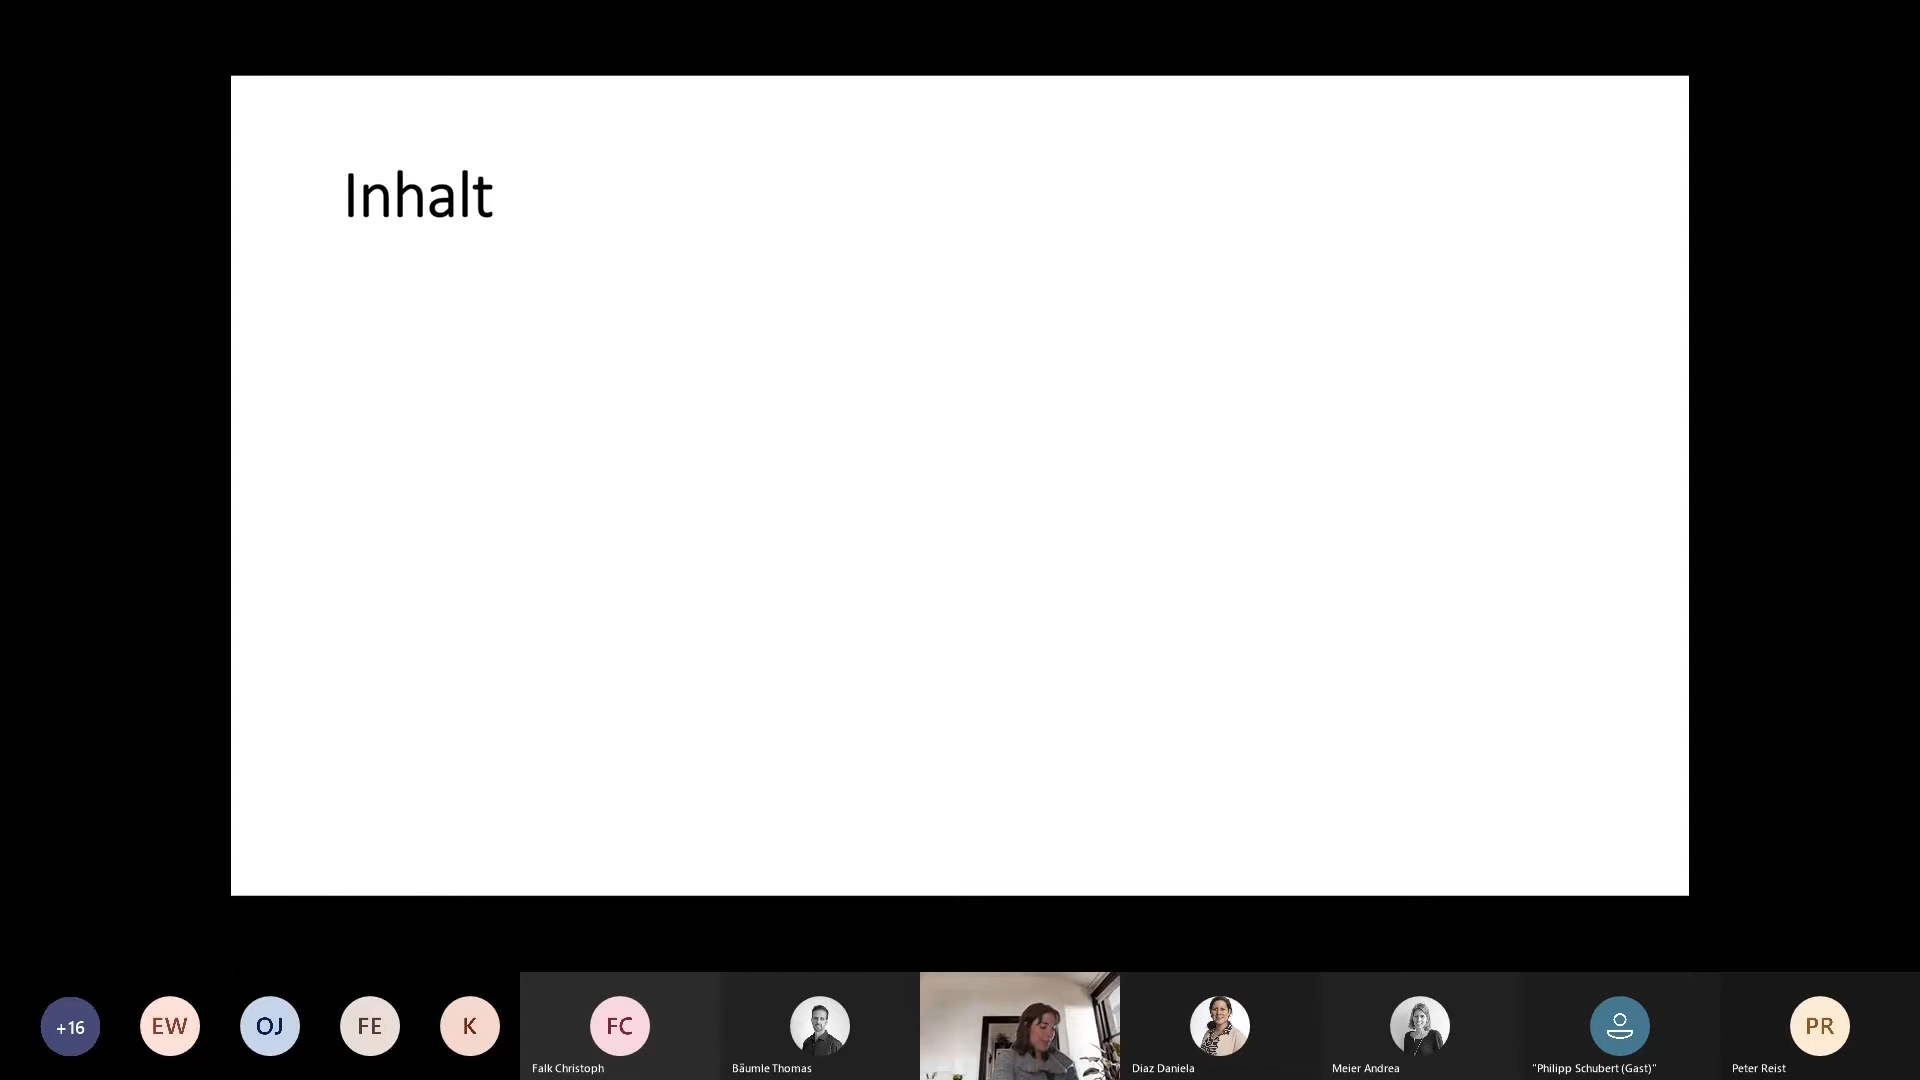 Inhalt
+16
EW
OJ
FE
K
FC
PR
Falk Christoph
Bäumle Thomas
Diaz Daniela
Meier Andrea
"Philipp Schubert (Gast)"
Peter Reist